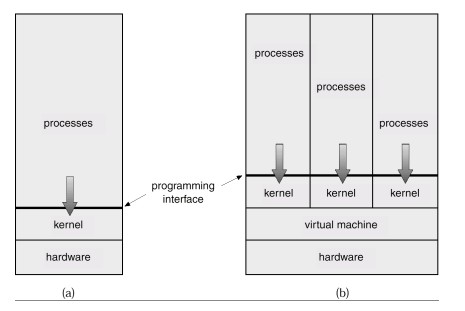 processes
kernel
hardware
(a)
programming
interface
processes
processes
processes
kernel
kernel
kernel
virtual machine
hardware
(b)